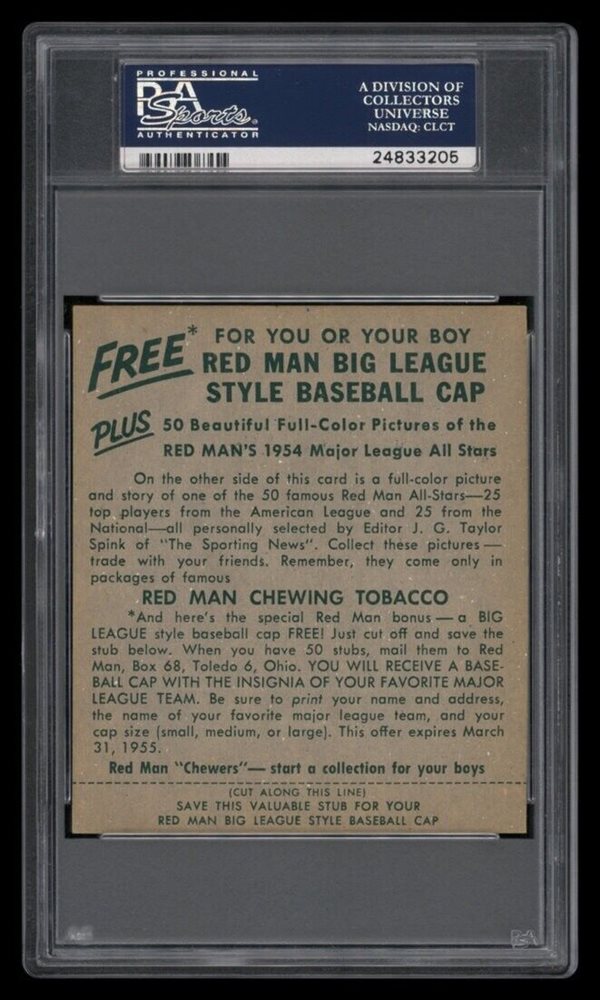 PROFESSIONAL
PSA
Sports
AUTHENTICATOR
A DIVISION OF
COLLECTORS
UNIVERSE
NASDAQ: CLCT
24833205
FREE* FOR YOU OR YOUR BOY
RED MAN BIG LEAGUE
STYLE BASEBALL CAP
PLUS 50 Beautiful Full-Color Pictures of the
RED MAN'S 1954 Major League All Stars
On the other side of this card is a full-color picture
and story of one of the 50 famous Red Man All-Stars—25
top players from the American League and 25 from the
National—all personally selected by Editor J. G. Taylor
Spink of "The Sporting News". Collect these pictures —
trade with your friends. Remember, they come only in
packages of famous
RED MAN CHEWING TOBACCO
*And here's the special Red Man bonus — a BIG
LEAGUE style baseball cap FREE! Just cut off and save the
stub below. When you have 50 stubs, mail them to Red
Man, Box 68, Toledo 6, Ohio. YOU WILL RECEIVE A BASE-
BALL CAP WITH THE INSIGNIA OF YOUR FAVORITE MAJOR
LEAGUE TEAM. Be sure to print your name and address,
the name of your favorite major league team, and your
cap size (small, medium, or large). This offer expires March
31, 1955.
Red Man "Chewers"— start a collection for your boys
(CUT ALONG THIS LINE)
SAVE THIS VALUABLE STUB FOR YOUR
RED MAN BIG LEAGUE STYLE BASEBALL CAP
PSA